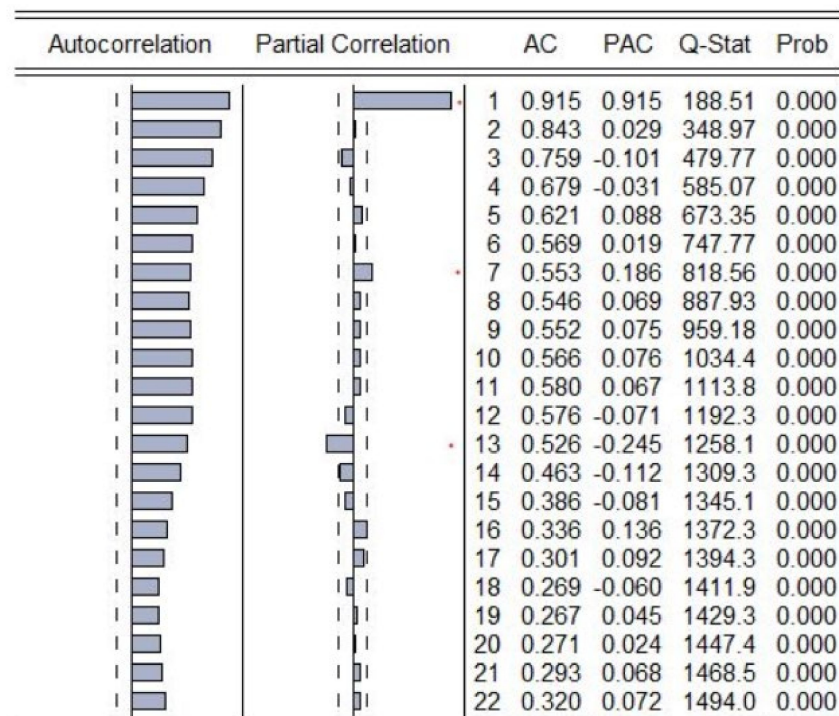 Autocorrelation Partial Correlation AC PAC Q-Stat Prob
1 0.915 0.915 188.51 0.000
2 0.843 0.029 348.97 0.000
3 0.759 -0.101 479.77 0.000
4 0.679 -0.031 585.07 0.000
5 0.621 0.088 673.35 0.000
6 0.569 0.019 747.77 0.000
7 0.553 0.186 818.56 0.000
8 0.546 0.069 887.93 0.000
9 0.552 0.075 959.18 0.000
10 0.566 0.076 1034.4 0.000
11 0.580 0.067 1113.8 0.000
12 0.576 -0.071 1192.3 0.000
13 0.526 -0.245 1258.1 0.000
14 0.463 -0.112 1309.3 0.000
15 0.386 -0.081 1345.1 0.000
16 0.336 0.136 1372.3 0.000
17 0.301 0.092 1394.3 0.000
18 0.269 -0.060 1411.9 0.000
19 0.267 0.045 1429.3 0.000
20 0.271 0.024 1447.4 0.000
21 0.293 0.068 1468.5 0.000
22 0.320 0.072 1494.0 0.000